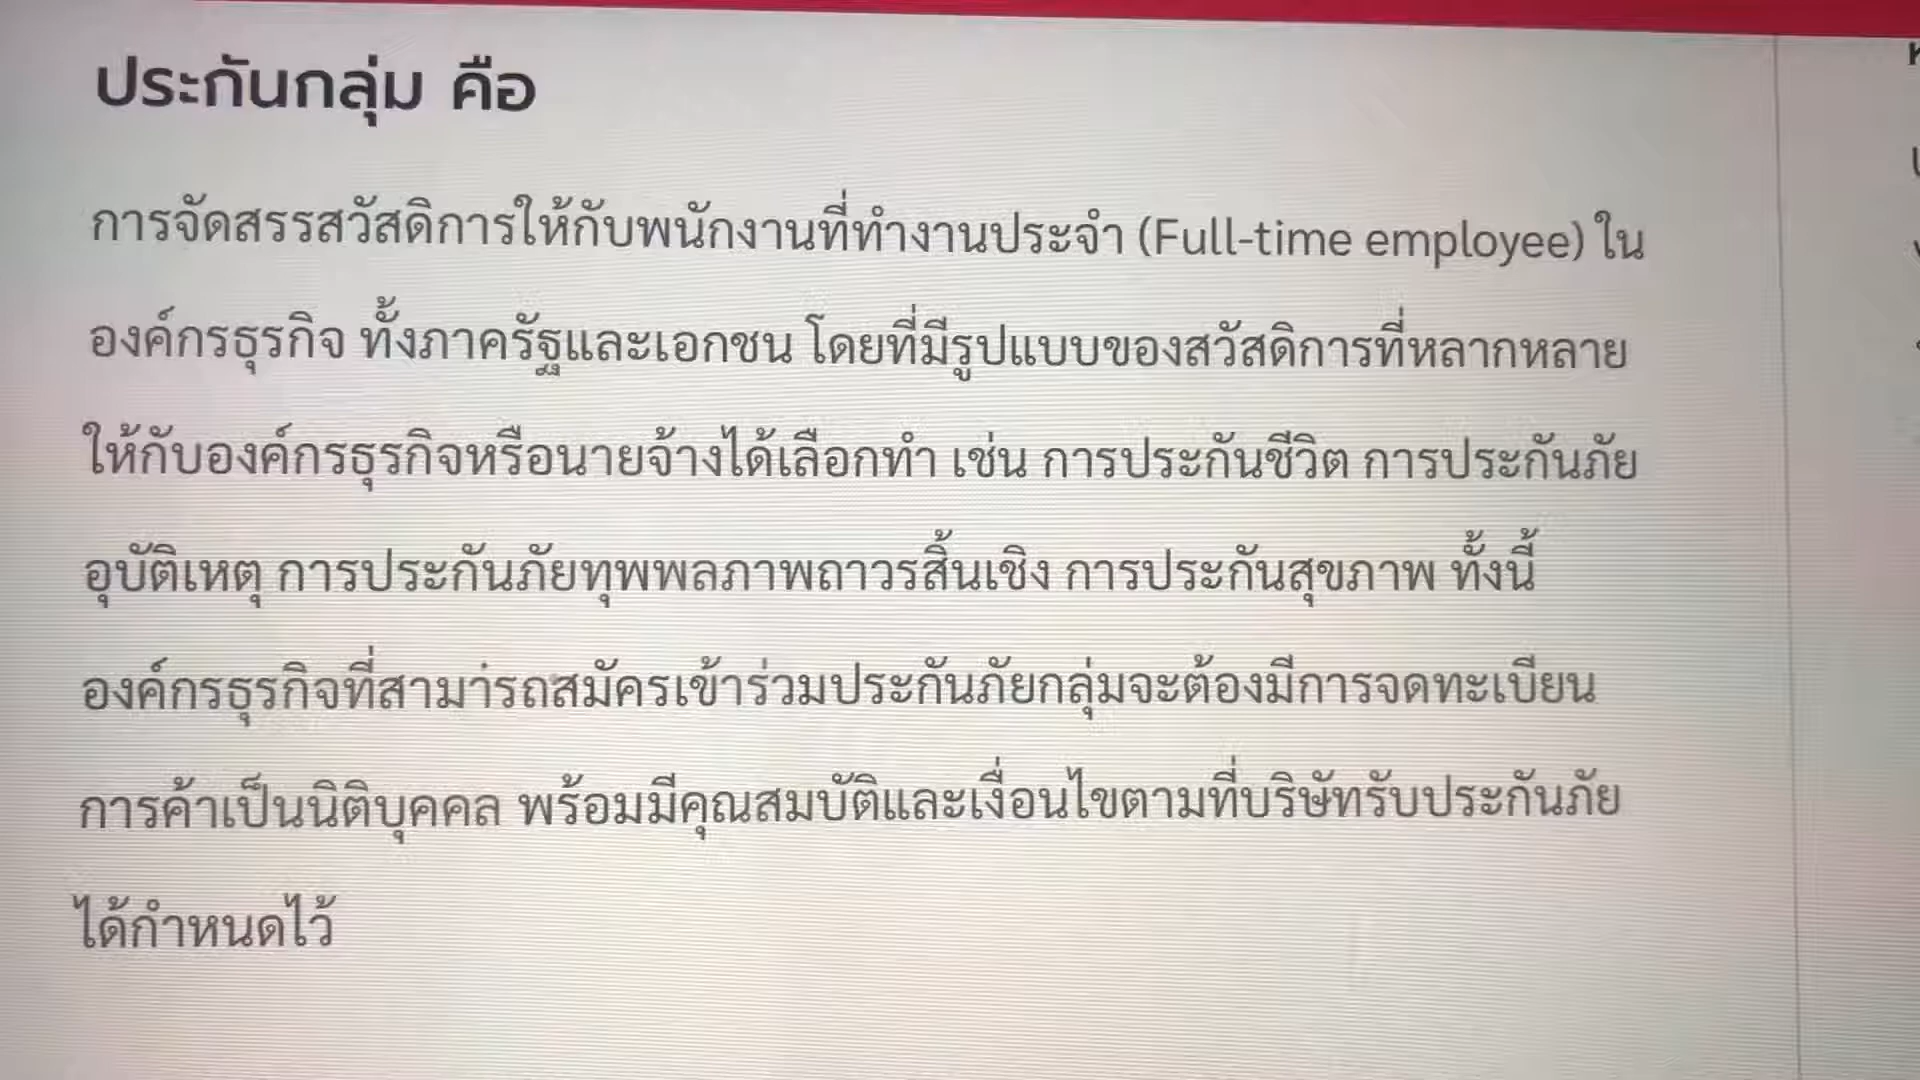 ประกันกลุ่ม คือ
การจัดสรรสวัสดิการให้กับพนักงานที่ทำงานประจำ (Full-time employee) ใน
องค์กรธุรกิจ ทั้งภาครัฐและเอกชน โดยที่มีรูปแบบของสวัสดิการที่หลากหลาย
ให้กับองค์กรธุรกิจหรือนายจ้างได้เลือกทำ เช่น การประกันชีวิต การประกันภัย
อุบัติเหตุ การประกันภัยทุพพลภาพถาวรสิ้นเชิง การประกันสุขภาพ ทั้งนี้
องค์กรธุรกิจที่สามา่รถสมัครเข้าร่วมประกันภัยกลุ่มจะต้องมีการจดทะเบียน
การค้าเป็นนิติบุคคล พร้อมมีคุณสมบัติและเงื่อนไขตามที่บริษัทรับประกันภัย
ได้กำหนดไว้